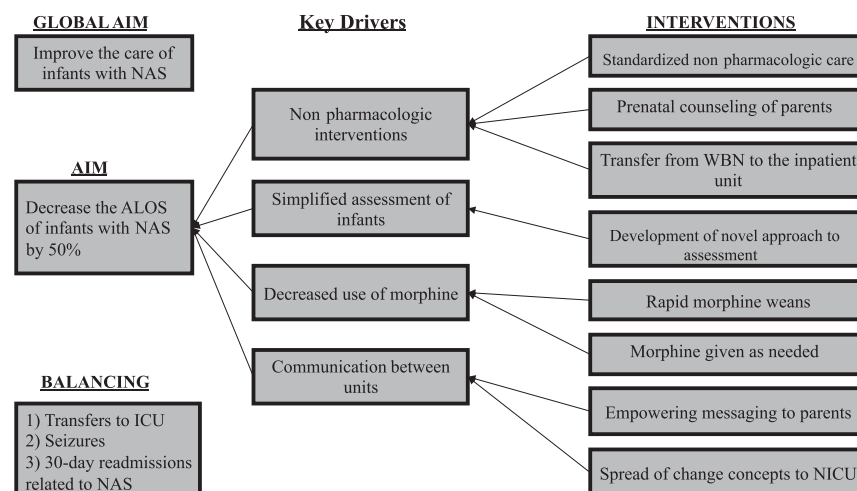 GLOBAL AIM
Improve the care of
infants with NAS
AIM
Decrease the ALOS
of infants with NAS
by 50%
BALANCING
1) Transfers to ICU
2) Seizures
3) 30-day readmissions
related to NAS
Key Drivers
Non pharmacologic
interventions
Simplified assessment of
infants
Decreased use of morphine
Communication between
units
INTERVENTIONS
Standardized non pharmacologic care
Prenatal counseling of parents
Transfer from WBN to the inpatient
unit
Development of novel approach to
assessment
Rapid morphine weans
Morphine given as needed
Empowering messaging to parents
Spread of change concepts to NICU